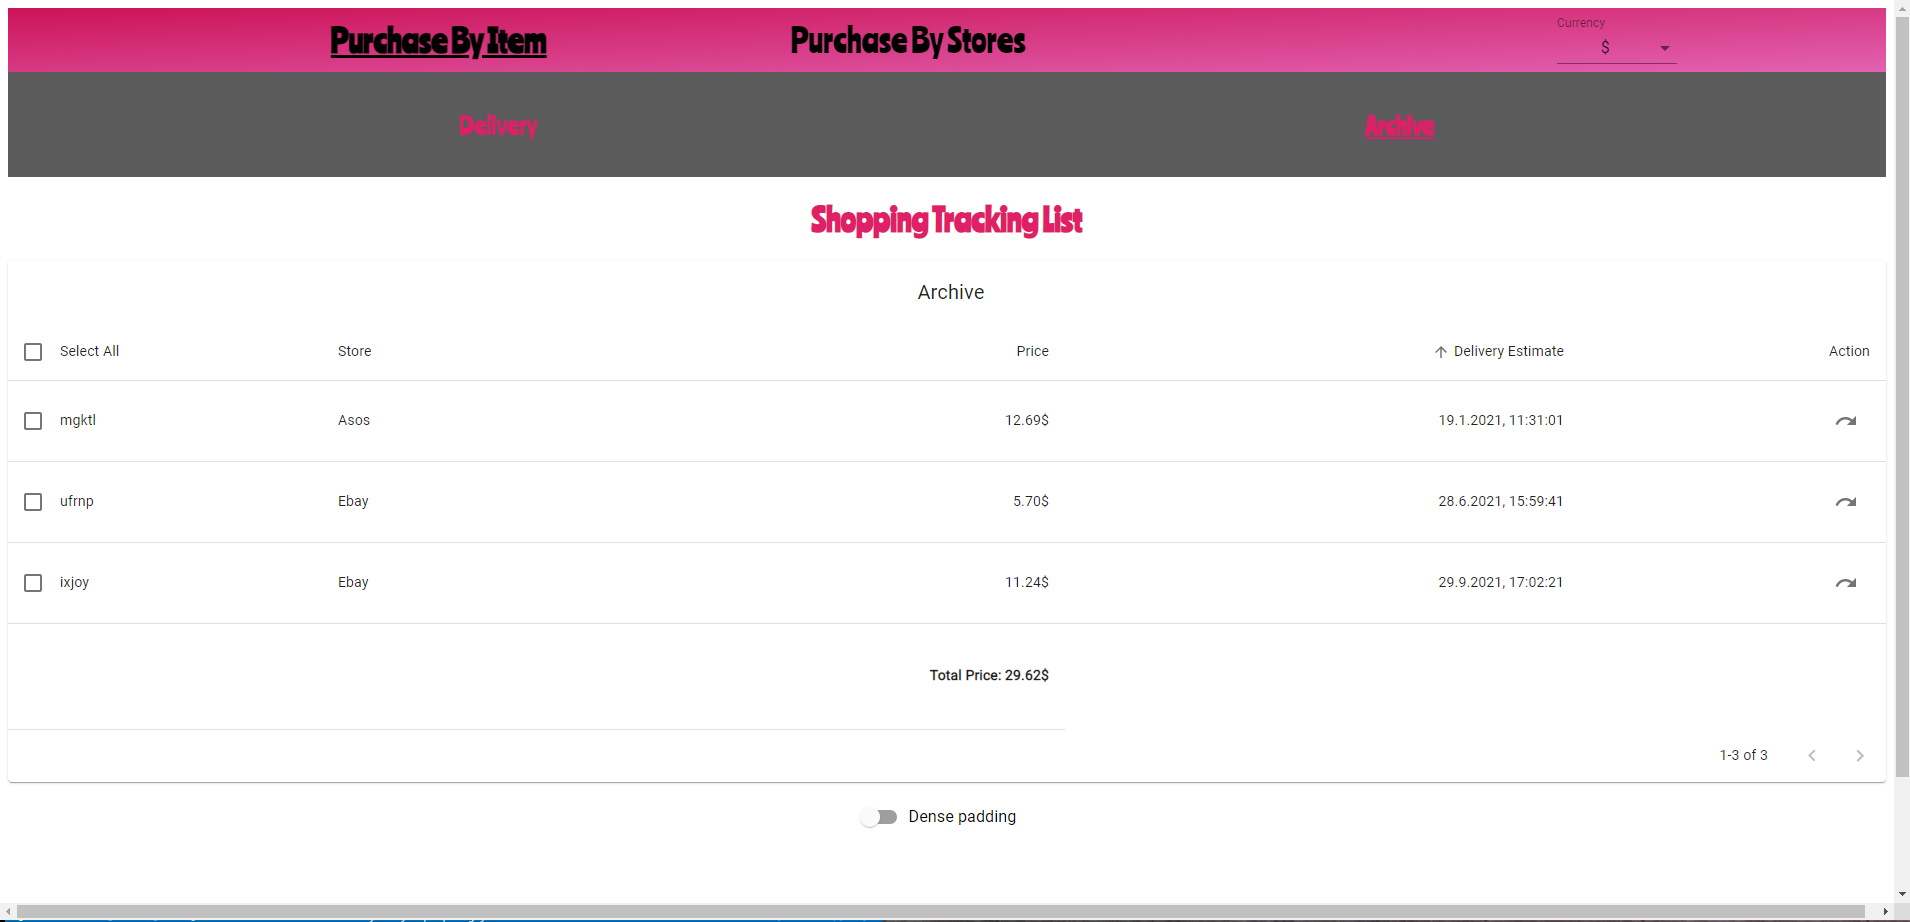 Purchase By Item Purchase By Stores Currency
$
Delivery Archive
Shopping Tracking List
Archive
Select All Store Price Delivery Estimate Action
mgktl Asos 12.69$ 19.1.2021, 11:31:01
ufrnp Ebay 5.70$ 28.6.2021, 15:59:41
ixjoy Ebay 11.24$ 29.9.2021, 17:02:21
Total Price: 29.62$
1-3 of 3
Dense padding